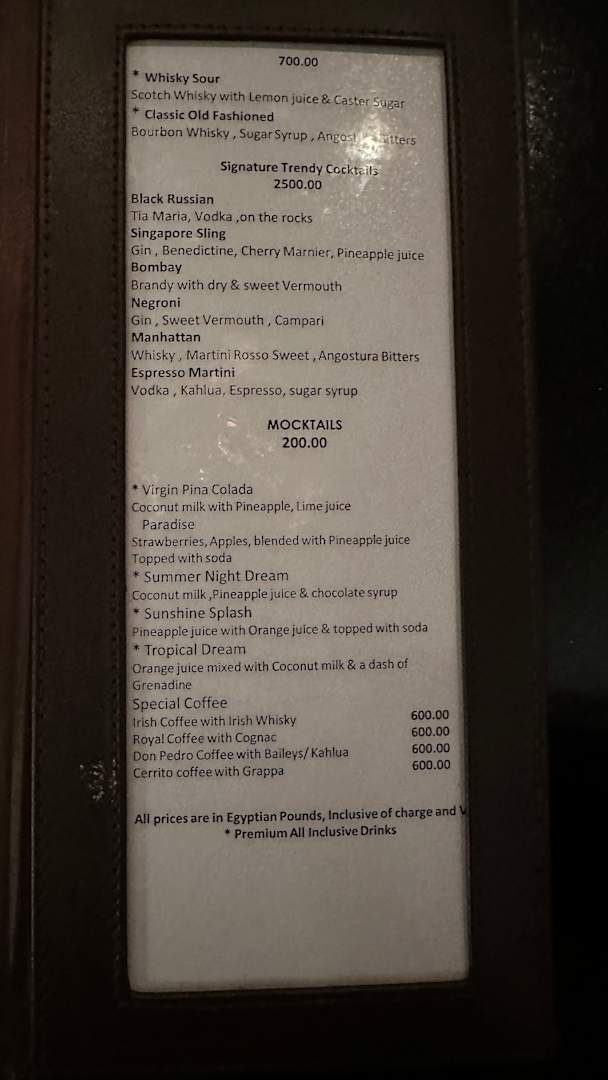 700.00
* Whisky Sour
Scotch Whisky with Lemon juice & Caster Sugar
* Classic Old Fashioned
Bourbon Whisky , Sugar Syrup ,
Signature Trendy Cocktails
2500.00
Black Russian
Tia Maria, Vodka ,on the rocks
Singapore Sling
Gin , Benedictine, Cherry Marnier, Pineapple juice
Bombay
Brandy with dry & sweet Vermouth
Negroni
Gin , Sweet Vermouth , Campari
Manhattan
Whisky , Martini Rosso Sweet , Angostura Bitters
Espresso Martini
Vodka , Kahlua, Espresso, sugar syrup
MOCKTAILS
200.00
* Virgin Pina Colada
Coconut milk with Pineapple, Lime juice
Paradise
Strawberries, Apples, blended with Pineapple juice
Topped with soda
* Summer Night Dream
Coconut milk ,Pineapple juice & chocolate syrup
* Sunshine Splash
Pineapple juice with Orange juice & topped with soda
* Tropical Dream
Orange juice mixed with Coconut milk & a dash of
Grenadine
Special Coffee
Irish Coffee with Irish Whisky 600.00
Royal Coffee with Cognac 600.00
Don Pedro Coffee with Baileys/ Kahlua 600.00
Cerrito coffee with Grappa 600.00
All prices are in Egyptian Pounds, Inclusive of charge and
* Premium All Inclusive Drinks